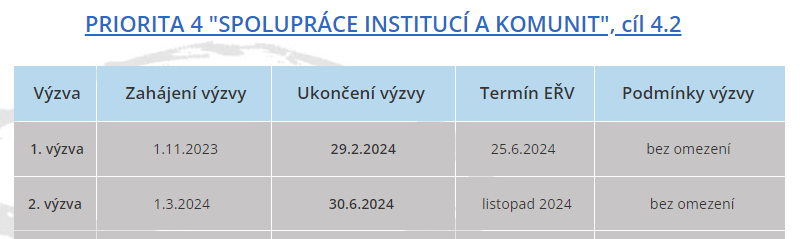 PRIORITA 4 "SPOLUPRÁCE INSTITUCÍ A KOMUNIT", cíl 4.2
Výzva Zahájení výzvy Ukončení výzvy Termín EŘV Podmínky výzvy
1. výzva 1.11.2023 29.2.2024 25.6.2024 bez omezení
2. výzva 1.3.2024 30.6.2024 listopad 2024 bez omezení